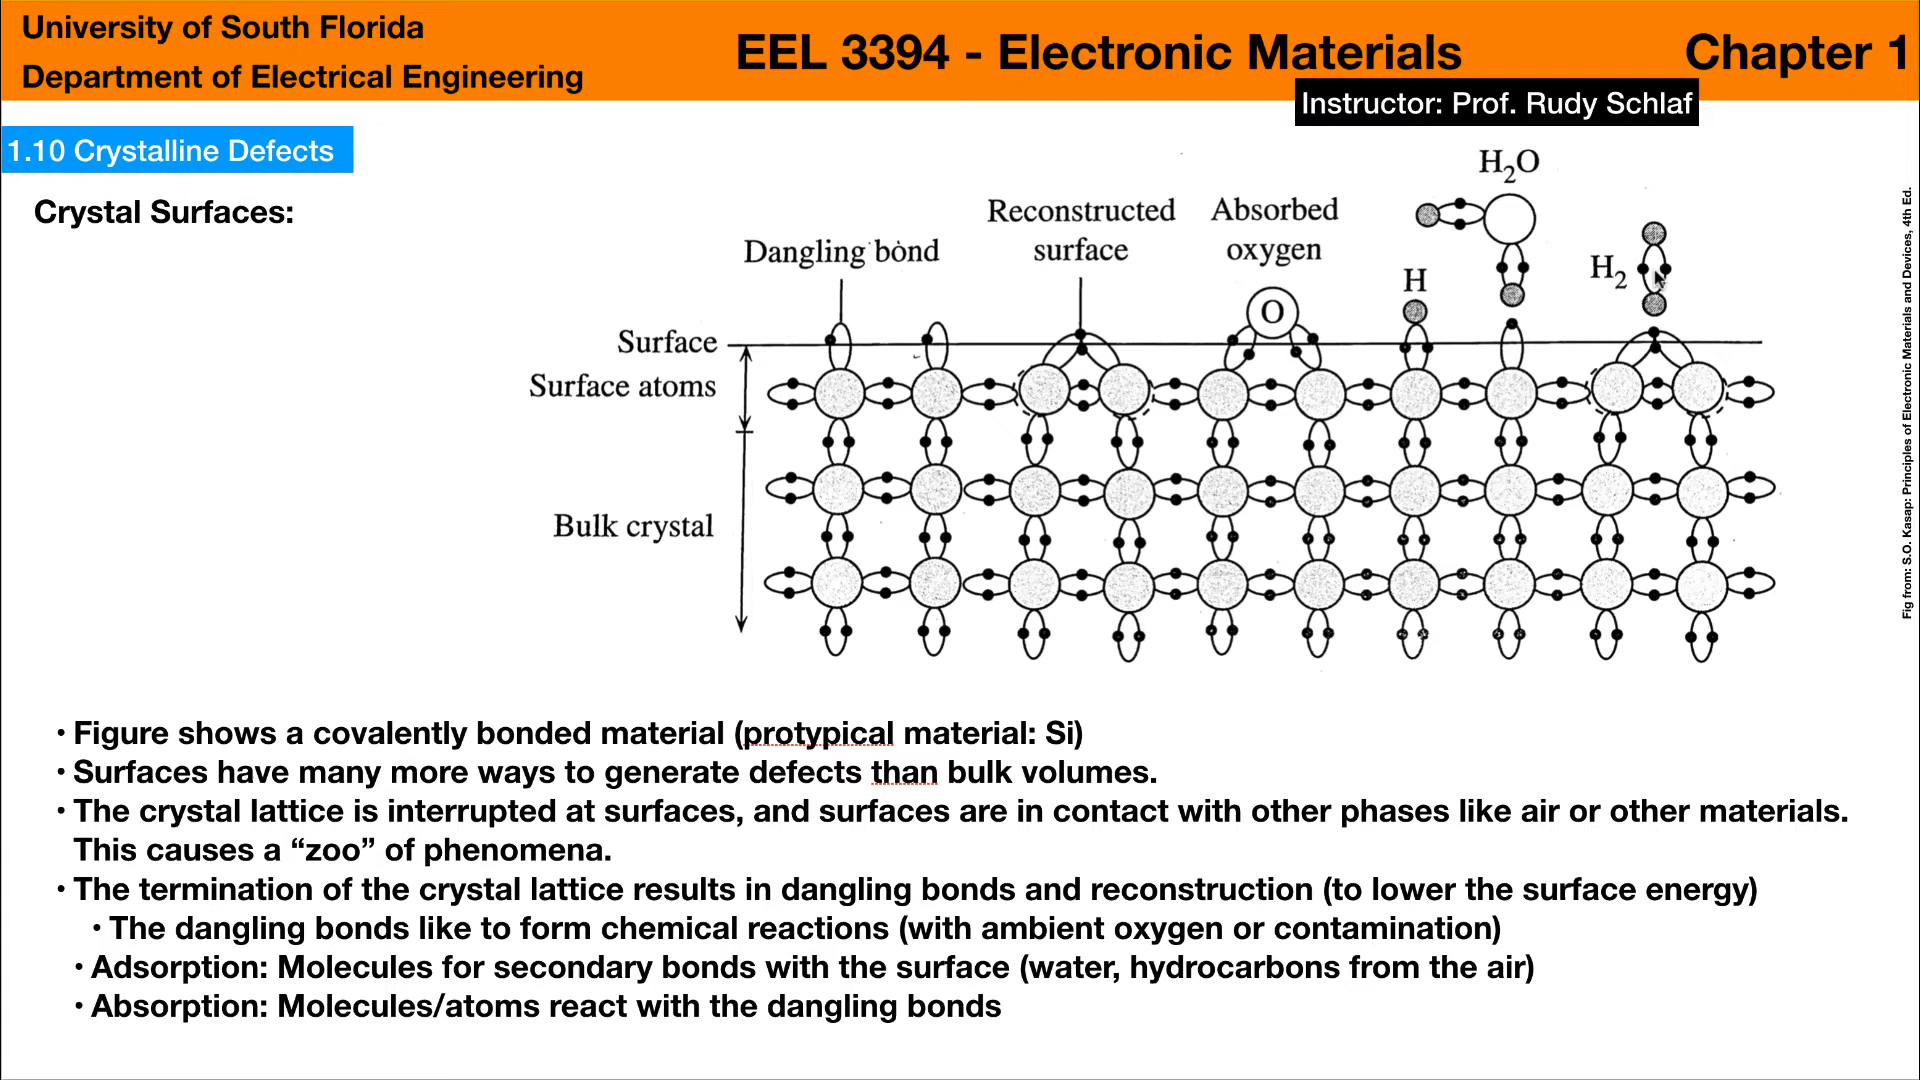 University of South Florida
Department of Electrical Engineering
EEL 3394 - Electronic Materials
Chapter 1
Instructor: Prof. Rudy Schlaf
1.10 Crystalline Defects
Crystal Surfaces:
H2O
Reconstructed
surface
Absorbed
oxygen
Dangling bond
H
H2
O
Surface
Surface atoms
Bulk crystal
Fig from: S.O. Kasap: Principles of Electronic Materials and Devices, 4th Ed.
• Figure shows a covalently bonded material (protypical material: Si)
• Surfaces have many more ways to generate defects than bulk volumes.
• The crystal lattice is interrupted at surfaces, and surfaces are in contact with other phases like air or other materials.
This causes a “zoo” of phenomena.
• The termination of the crystal lattice results in dangling bonds and reconstruction (to lower the surface energy)
• The dangling bonds like to form chemical reactions (with ambient oxygen or contamination)
• Adsorption: Molecules for secondary bonds with the surface (water, hydrocarbons from the air)
• Absorption: Molecules/atoms react with the dangling bonds